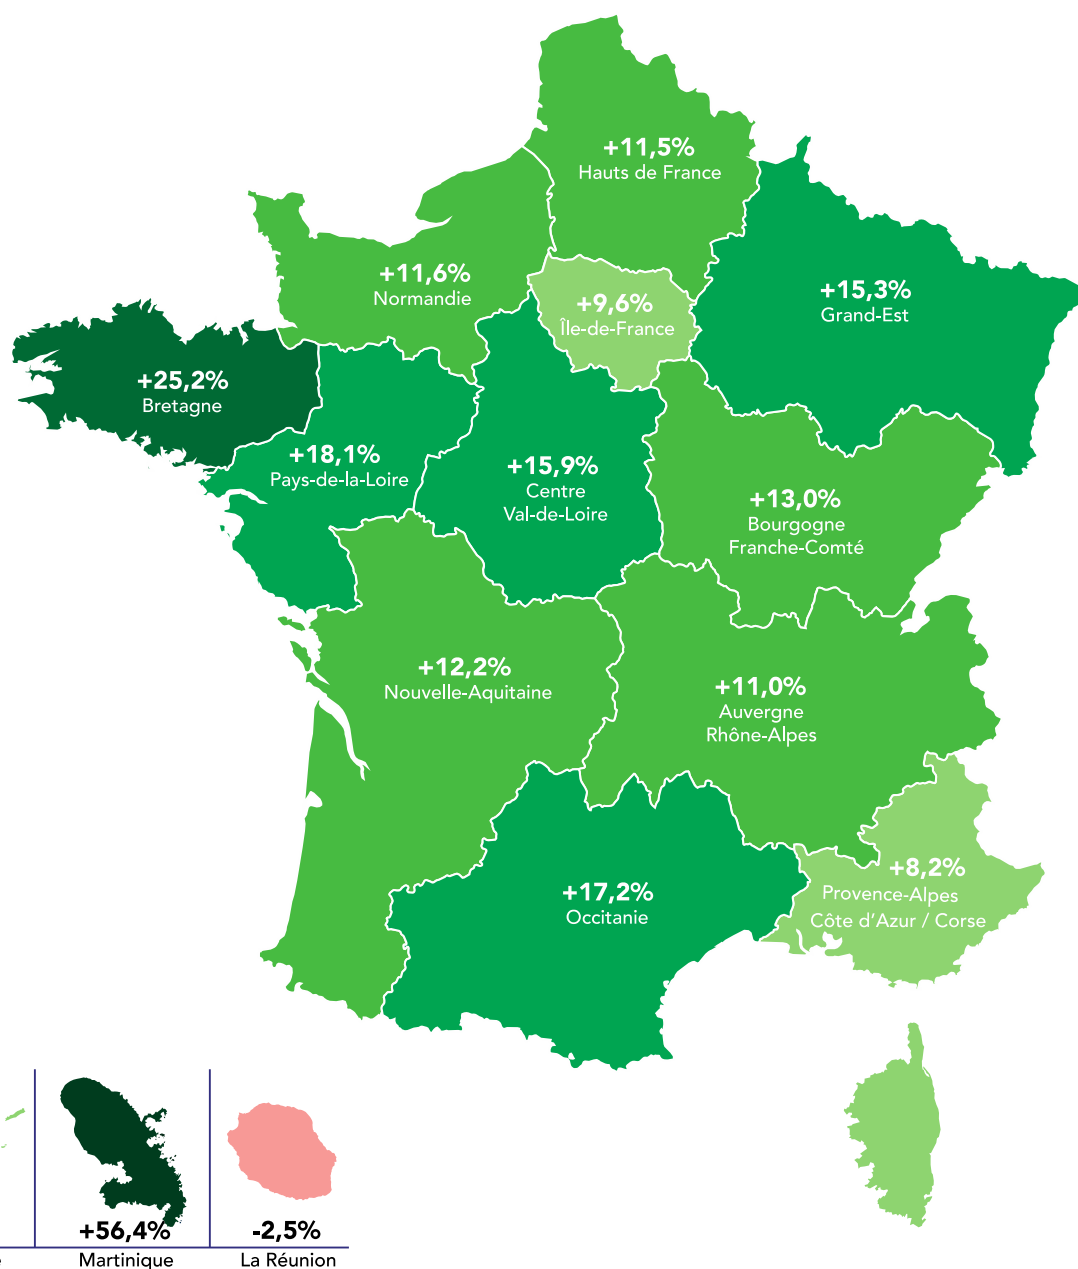 +11,5%
Hauts de France
+11,6%
Normandie
+9,6%
Île-de-France
+15,3%
Grand-Est
+25,2%
Bretagne
+18,1%
Pays-de-la-Loire
+15,9%
Centre
Val-de-Loire
+13,0%
Bourgogne
Franche-Comté
+12,2%
Nouvelle-Aquitaine
+11,0%
Auvergne
Rhône-Alpes
+8,2%
Provence-Alpes
Côte d’Azur / Corse
+17,2%
Occitanie
+56,4%
Martinique
-2,5%
La Réunion